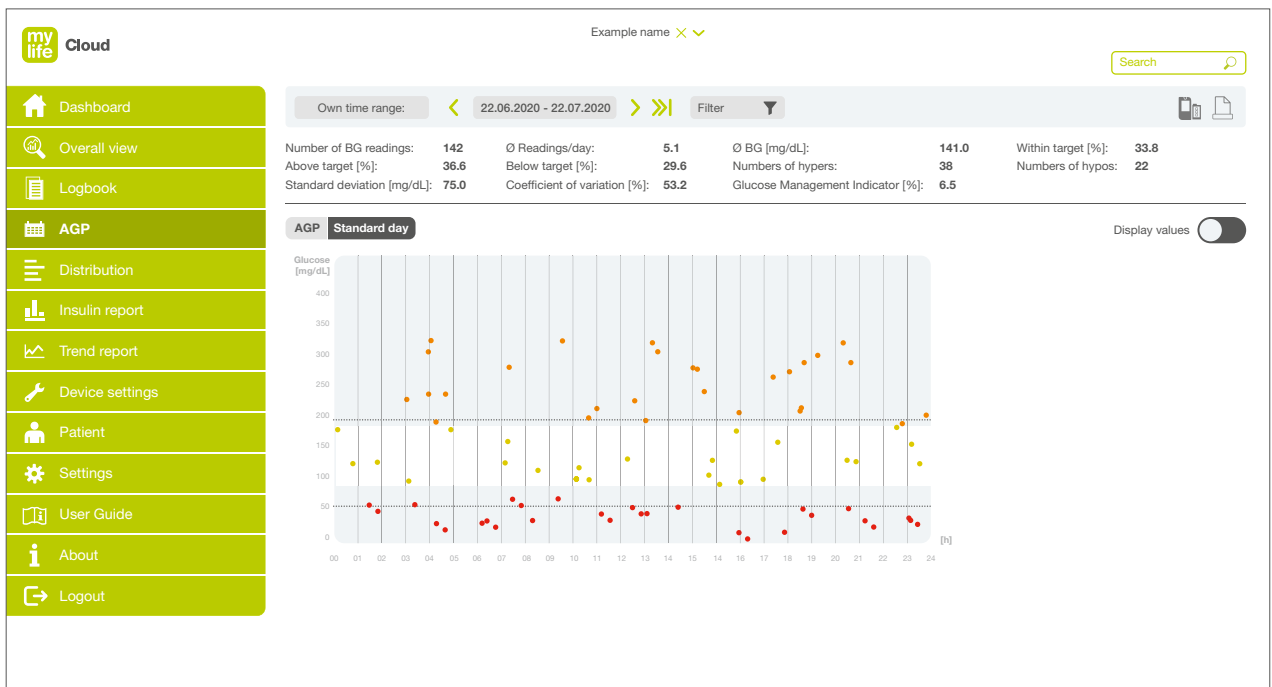 my
life
Cloud
Example name
Search
Dashboard
Overall view
Logbook
AGP
Distribution
Insulin report
Trend report
Device settings
Patient
Settings
User Guide
About
Logout
Own time range: 22.06.2020 - 22.07.2020 Filter
Number of BG readings: 142 Ø Readings/day: 5.1 Ø BG [mg/dL]: 141.0 Within target [%]: 33.8
Above target [%]: 36.6 Below target [%]: 29.6 Numbers of hypers: 38 Numbers of hypos: 22
Standard deviation [mg/dL]: 75.0 Coefficient of variation [%]: 53.2 Glucose Management Indicator [%]: 6.5
AGP Standard day Display values
Glucose
[mg/dL]
400
350
300
250
200
150
100
50
0
[h]
00 01 02 03 04 05 06 07 08 09 10 11 12 13 14 16 17 18 19 20 21 22 23 24